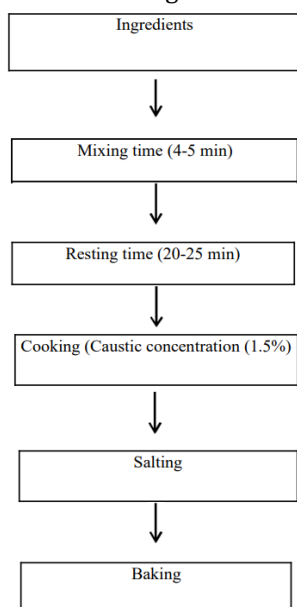 Ingredients
Mixing time (4-5 min)
Resting time (20-25 min)
Cooking (Caustic concentration (1.5%)
Salting
Baking